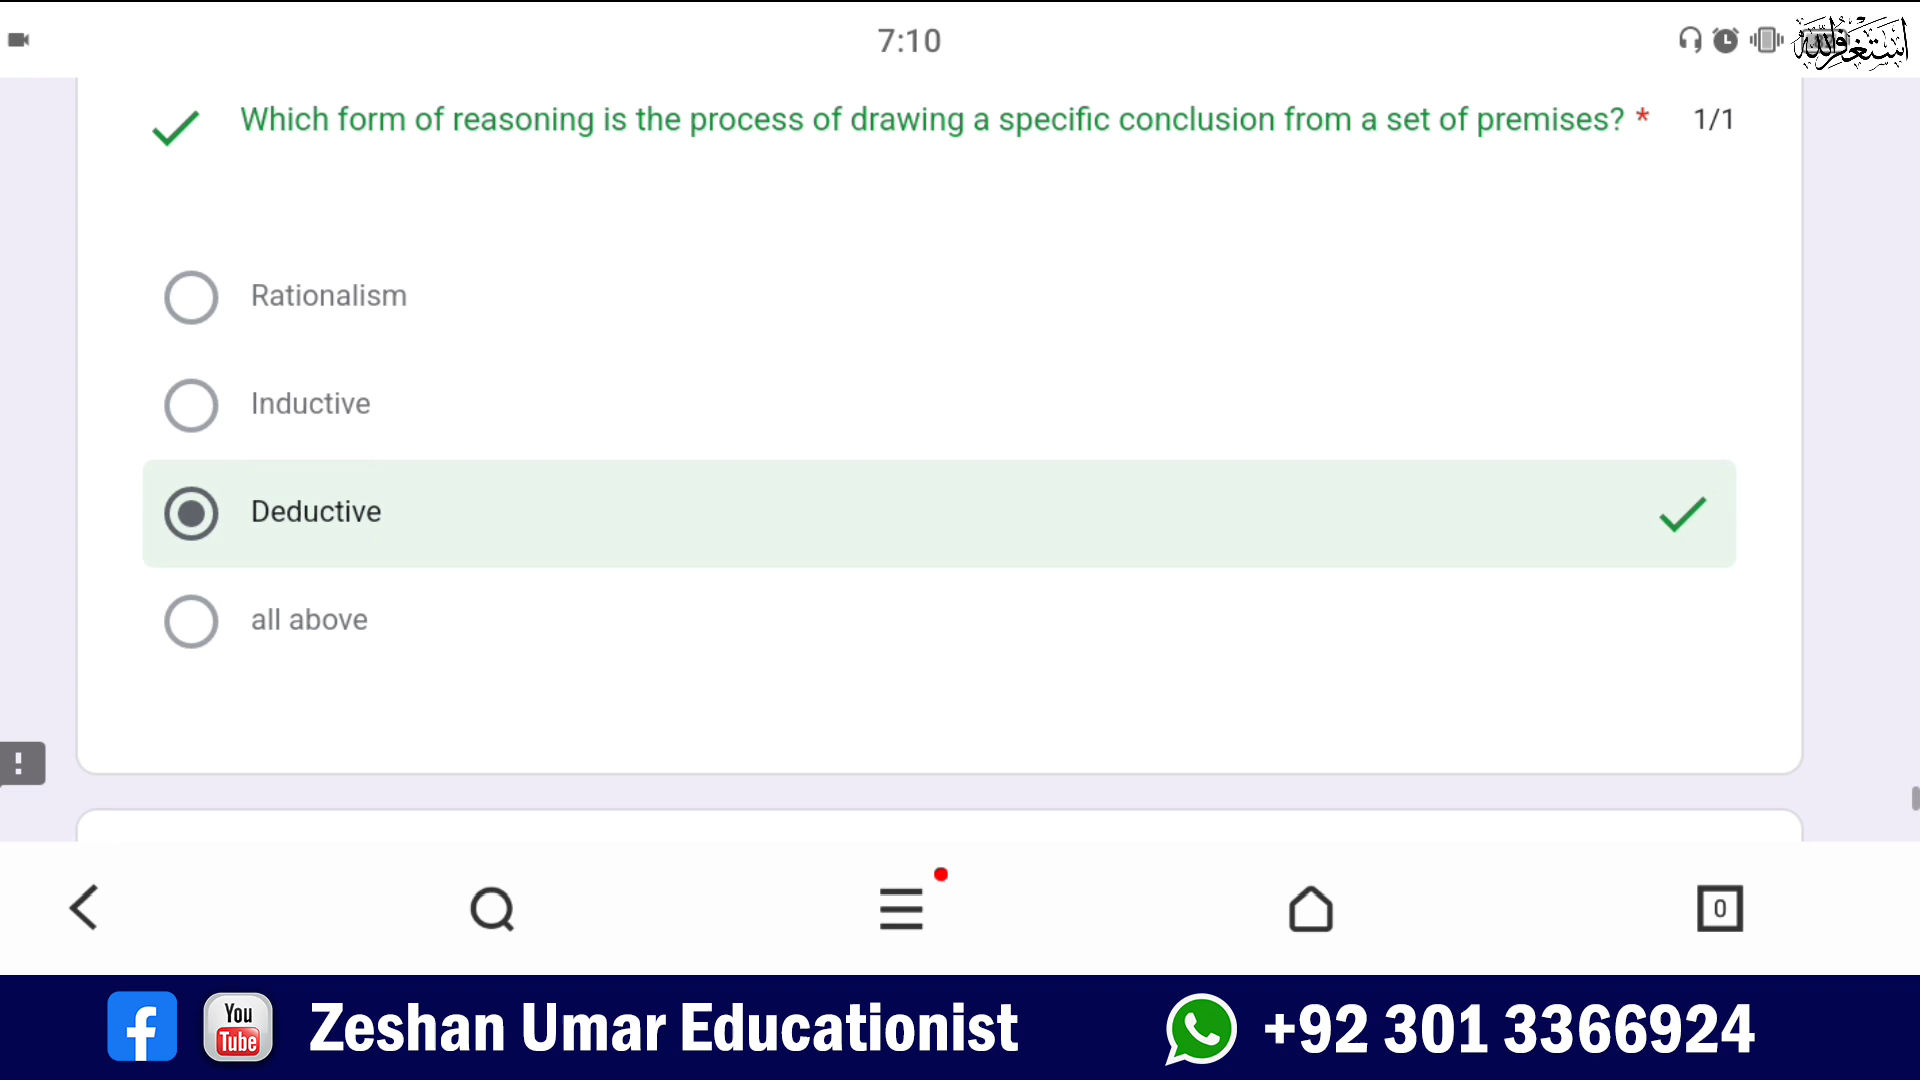 7:10
استغفرالله
Which form of reasoning is the process of drawing a specific conclusion from a set of premises? * 1/1
Rationalism
Inductive
Deductive
all above
!
0
f You Tube Zeshan Umar Educationist +92 301 3366924